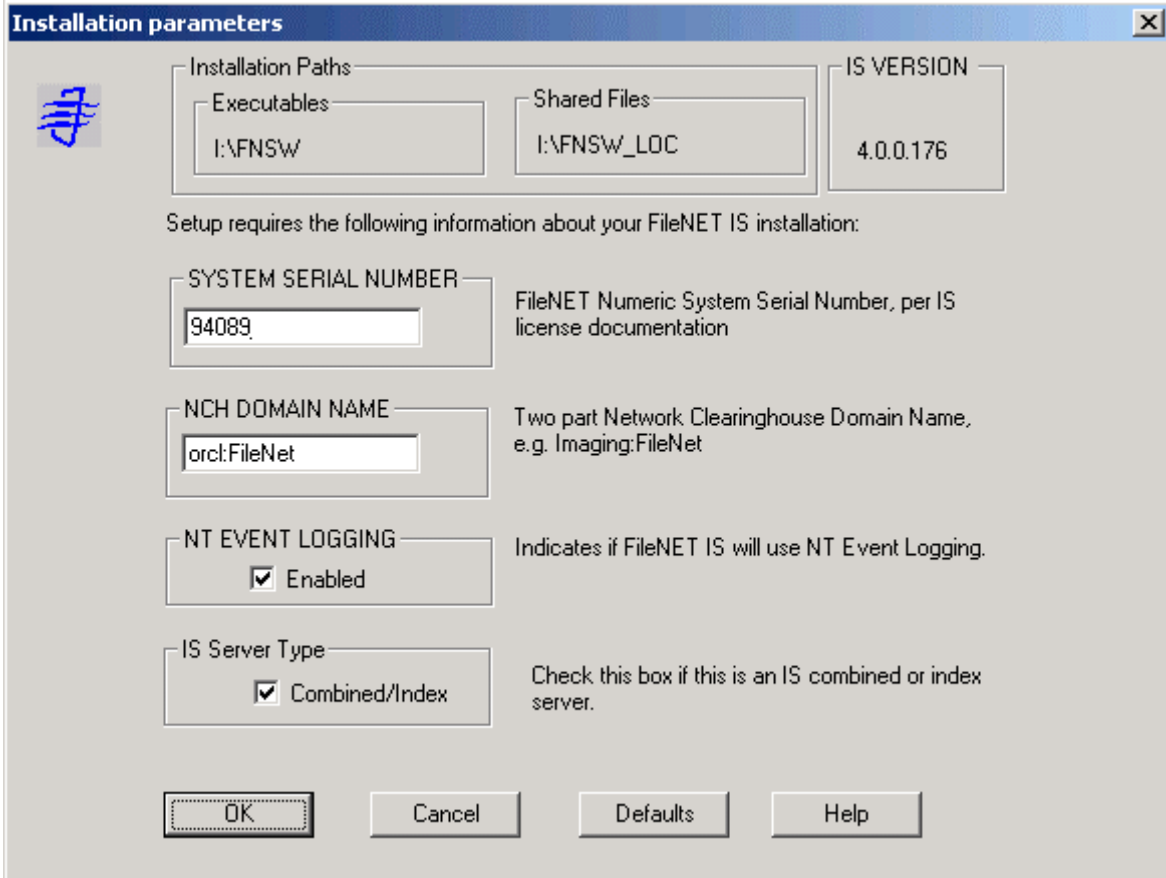 Installation parameters
Installation Paths
Executables
I:\FNSW
Shared Files
I:\FNSW_LOC
IS VERSION
4.0.0.176
Setup requires the following information about your FileNET IS installation:
SYSTEM SERIAL NUMBER
94089
FileNET Numeric System Serial Number, per IS
license documentation
NCH DOMAIN NAME
orcl:FileNet
Two part Network Clearinghouse Domain Name,
e.g. Imaging:FileNet
NT EVENT LOGGING
Enabled
Indicates if FileNET IS will use NT Event Logging.
IS Server Type
Combined/Index
Check this box if this is an IS combined or index
server.
OK
Cancel
Defaults
Help